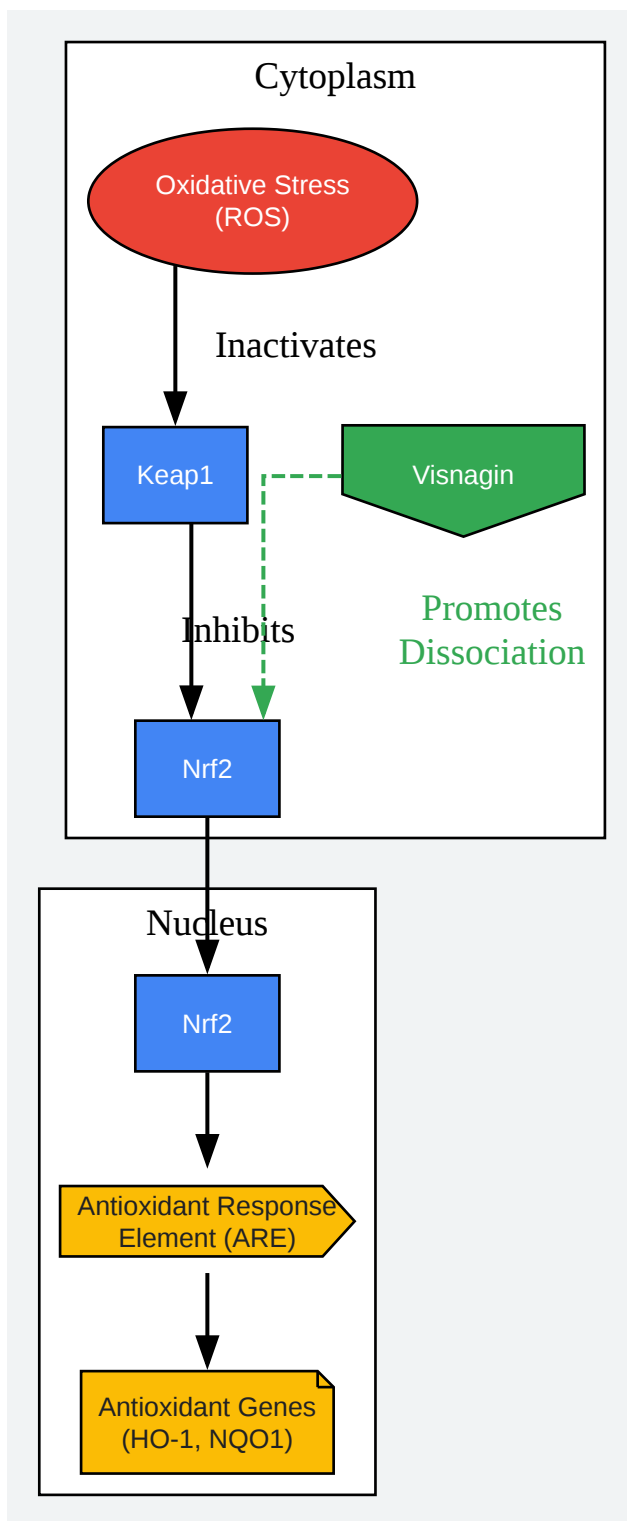 Cytoplasm
Oxidative Stress
(ROS)
Inactivates
Keap1
Visnagin
Inhibits
Promotes
Dissociation
Nrf2
Nucleus
Nrf2
Antioxidant Response
Element (ARE)
Antioxidant Genes
(HO-1, NQO1)